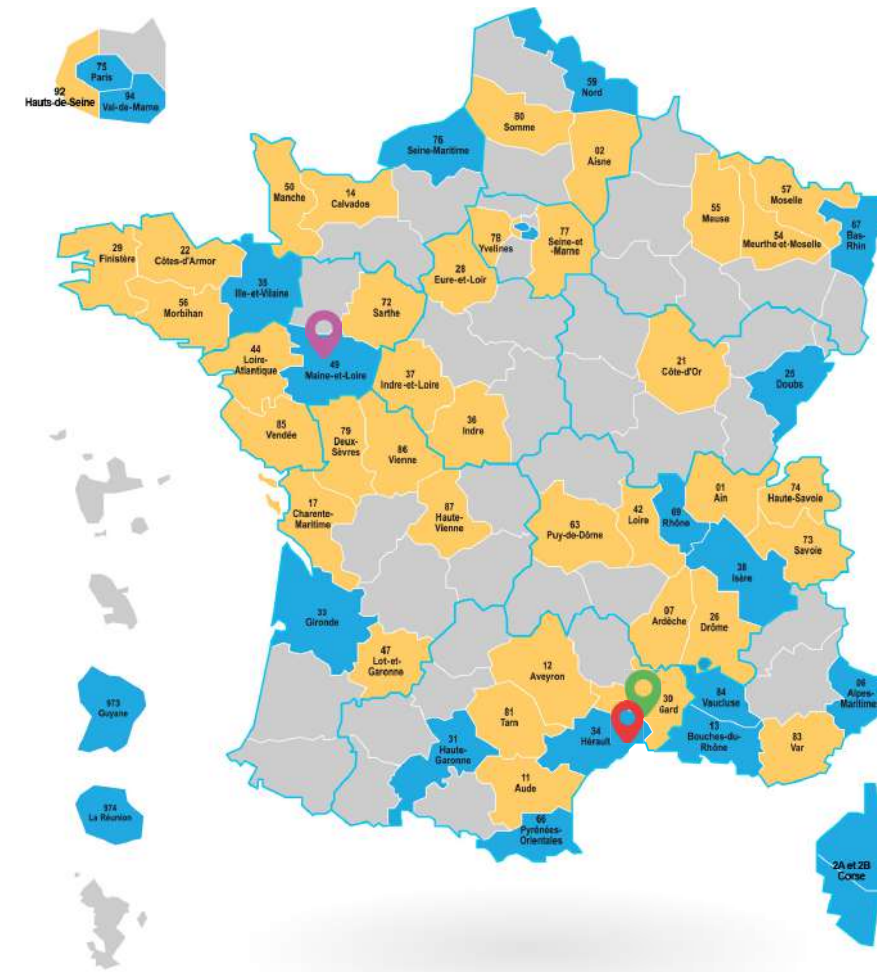 75
Paris
92
Hauts-de-Seine
94
Val-de-Marne
59
Nord
80
Somme
76
Seine-Maritime
02
Aisne
50
Manche
14
Calvados
57
Moselle
55
Meuse
54
Meurthe-et-Moselle
67
Bas-
Rhin
78
Yvelines
77
Seine-et
-Marne
29
Finistère
22
Côtes-d'Armor
35
Ille-et-Vilaine
28
Eure-et-Loir
56
Morbihan
72
Sarthe
44
Loire-
Atlantique
49
Maine-et-Loire
37
Indre-et-Loire
21
Côte-d'Or
25
Doubs
85
Vendée
79
Deux-
Sèvres
86
Vienne
36
Indre
17
Charente-
Maritime
87
Haute-
Vienne
63
Puy-de-Dôme
42
Loire
69
Rhône
01
Ain
74
Haute-Savoie
73
Savoie
38
Isère
33
Gironde
07
Ardèche
26
Drôme
47
Lot-et-
Garonne
12
Aveyron
30
Gard
84
Vaucluse
06
Alpes-
Maritime
973
Guyane
81
Tarn
31
Haute-
Garonne
34
Hérault
13
Bouches-du-
Rhône
83
Var
11
Aude
974
La Réunion
66
Pyrénées-
Orientales
2A et 2B
Corse